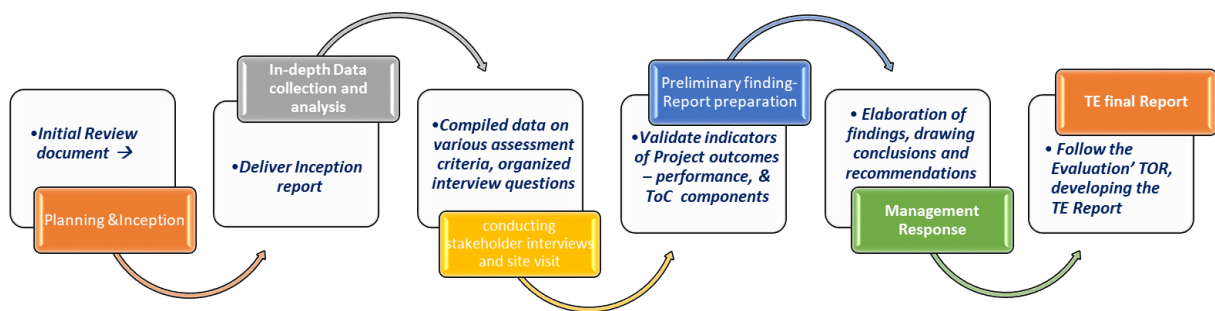 •Initial Review
document →
Planning &Inception
In-depth Data
collection and
analysis
•Deliver Inception
report
•Compiled data on
various assessment
criteria, organized
interview questions
conducting
stakeholder interviews
and site visit
Preliminary finding-
Report preparation
•Validate indicators
of Project outcomes
– performance, &
ToC components
• Elaboration of
findings, drawing
conclusions and
recommendations
Management
Response
TE final Report
• Follow the
Evaluation’ TOR,
developing the
TE Report